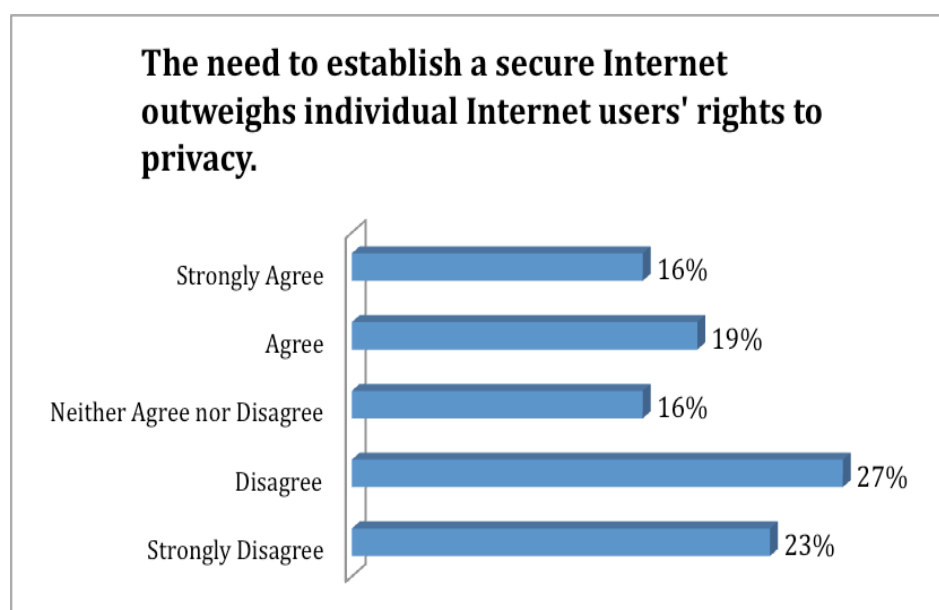 The need to establish a secure Internet
outweighs individual Internet users' rights to
privacy.
Strongly Agree 16%
Agree 19%
Neither Agree nor Disagree 16%
Disagree 27%
Strongly Disagree 23%